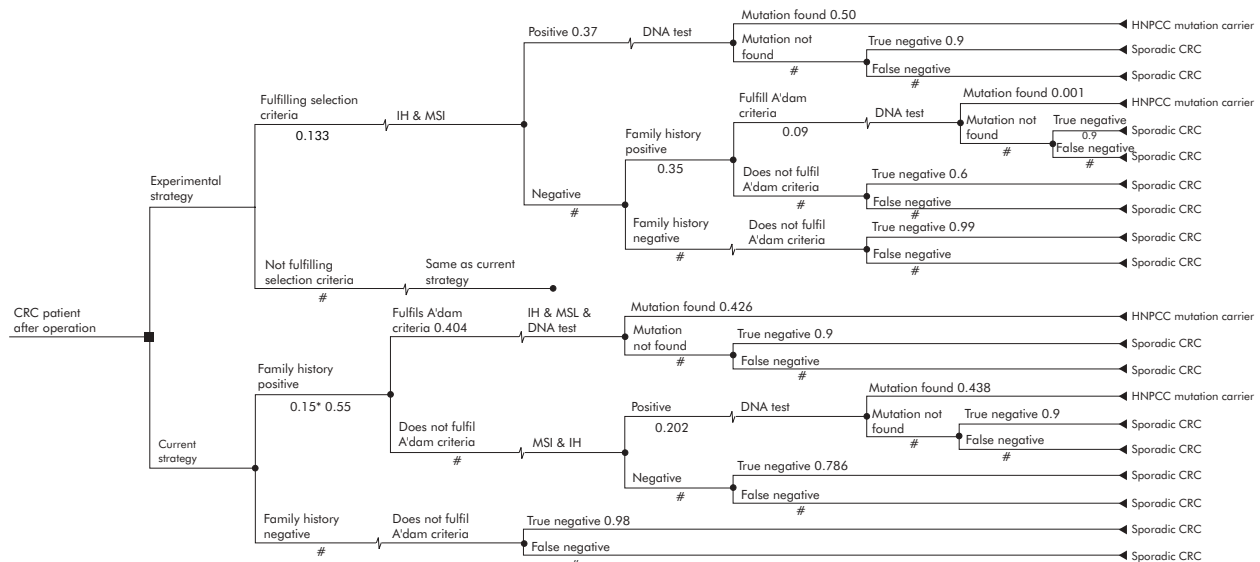 Mutation found 0.50
HNPCC mutation carrier
Positive 0.37
DNA test
Mutation not
found
#
True negative 0.9
Sporadic CRC
False negative
#
Sporadic CRC
Fulfilling selection
criteria
0.133
IH & MSI
Fulfill A'dam
criteria
0.09
DNA test
Mutation found 0.001
HNPCC mutation carrier
Mutation not
found
#
True negative
0.9
Sporadic CRC
False negative
#
Sporadic CRC
Family history
positive
0.35
Does not fulfil
A'dam criteria
#
True negative 0.6
Sporadic CRC
False negative
#
Sporadic CRC
Experimental
strategy
Negative
#
Family history
negative
#
Does not fulfil
A'dam criteria
True negative 0.99
Sporadic CRC
False negative
#
Sporadic CRC
Not fulfilling
selection criteria
#
Same as current
strategy
CRC patient
after operation
Fulfils A'dam
criteria 0.404
IH & MSL &
DNA test
Mutation found 0.426
HNPCC mutation carrier
Mutation
not found
#
True negative 0.9
Sporadic CRC
False negative
#
Sporadic CRC
Family history
positive
0.15* 0.55
Does not fulfil
A'dam criteria
#
MSI & IH
Positive
0.202
DNA test
Mutation found 0.438
HNPCC mutation carrier
Mutation not
found
#
True negative 0.9
Sporadic CRC
False negative
#
Sporadic CRC
Current
strategy
Negative
#
True negative 0.786
Sporadic CRC
False negative
#
Sporadic CRC
Family history
negative
#
Does not fulfil
A'dam criteria
True negative 0.98
Sporadic CRC
False negative
Sporadic CRC